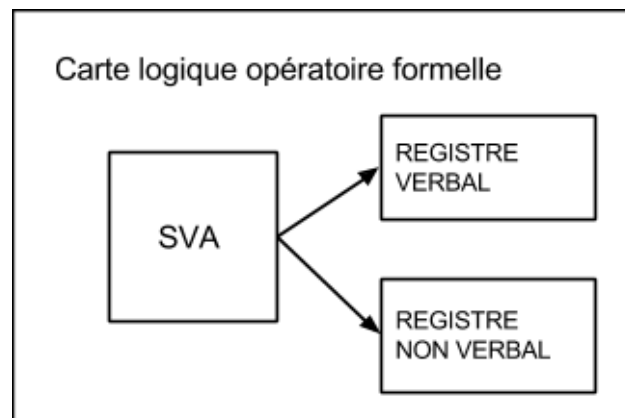 Carte logique opératoire formelle
SVA
REGISTRE
VERBAL
REGISTRE
NON VERBAL